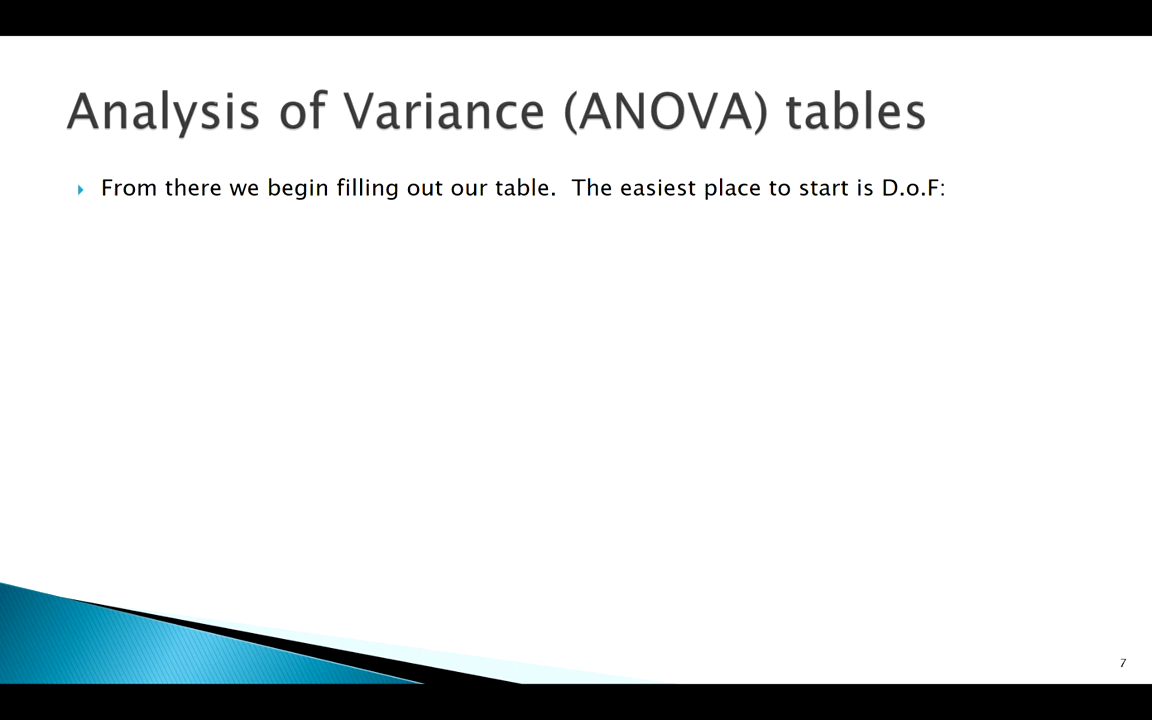 Analysis of Variance (ANOVA) tables
From there we begin filling out our table.  The easiest place to start is D.o.F:
7